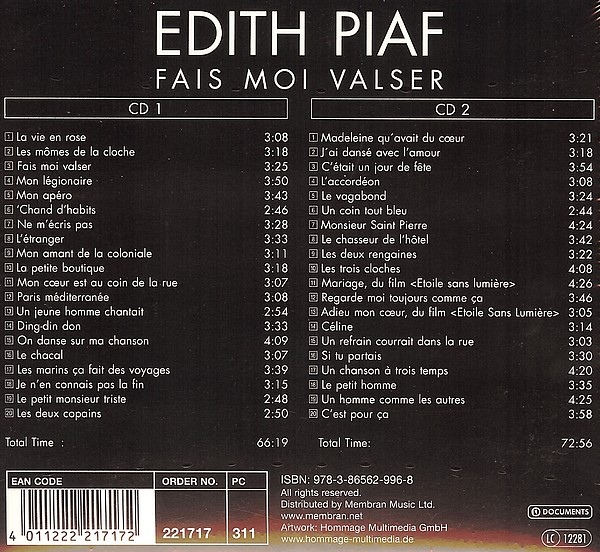 EDITH PIAF
FAIS MOI VALSER
CD 1
1 La vie en rose 3:08
2 Les mômes de la cloche 3:18
3 Fais moi valser 3:25
4 Mon légionaire 3:50
5 Mon apéro 3:43
6 'Chand d'habits 2:46
7 Ne m'écris pas 3:28
8 L'étranger 3:33
9 Mon amant de la coloniale 3:11
10 La petite boutique 3:18
11 Mon cœur est au coin de la rue 3:07
12 Paris méditerranée 3:08
13 Un jeune homme chantait 2:54
14 Ding-din don 3:33
15 On danse sur ma chanson 4:09
16 Le chacal 3:07
17 Les marins ça fait des voyages 3:39
18 Je n'en connais pas la fin 3:15
19 Le petit monsieur triste 2:48
20 Les deux copains 2:50
Total Time : 66:19
CD 2
1 Madeleine qu'avait du cœur 3:21
2 J'ai dansé avec l'amour 3:18
3 C'était un jour de fête 3:54
4 L'accordéon 3:08
5 Le vagabond 3:24
6 Un coin tout bleu 2:44
7 Monsieur Saint Pierre 4:24
8 Le chasseur de l'hôtel 3:42
9 Les deux rengaines 3:22
10 Les trois cloches 4:08
11 Mariage, du film <Etoile sans lumière> 4:26
12 Regarde moi toujours comme ça 3:46
13 Adieu mon cœur, du film <Etoile Sans Lumière> 3:05
14 Céline 3:14
15 Un refrain courrait dans la rue 3:03
16 Si tu partais 3:30
17 Un chanson à trois temps 4:20
18 Le petit homme 3:35
19 Un homme comme les autres 4:25
20 C'est pour ça 3:58
Total Time: 72:56
EAN CODE
4 011222 217172
ORDER NO.
221717
PC
311
ISBN: 978-3-86562-996-8
All rights reserved.
Distributed by Membran Music Ltd.
www.membran.net
Artwork: Hommage Multimedia GmbH
www.hommage-multimedia.com
DOCUMENTS
LC 12281